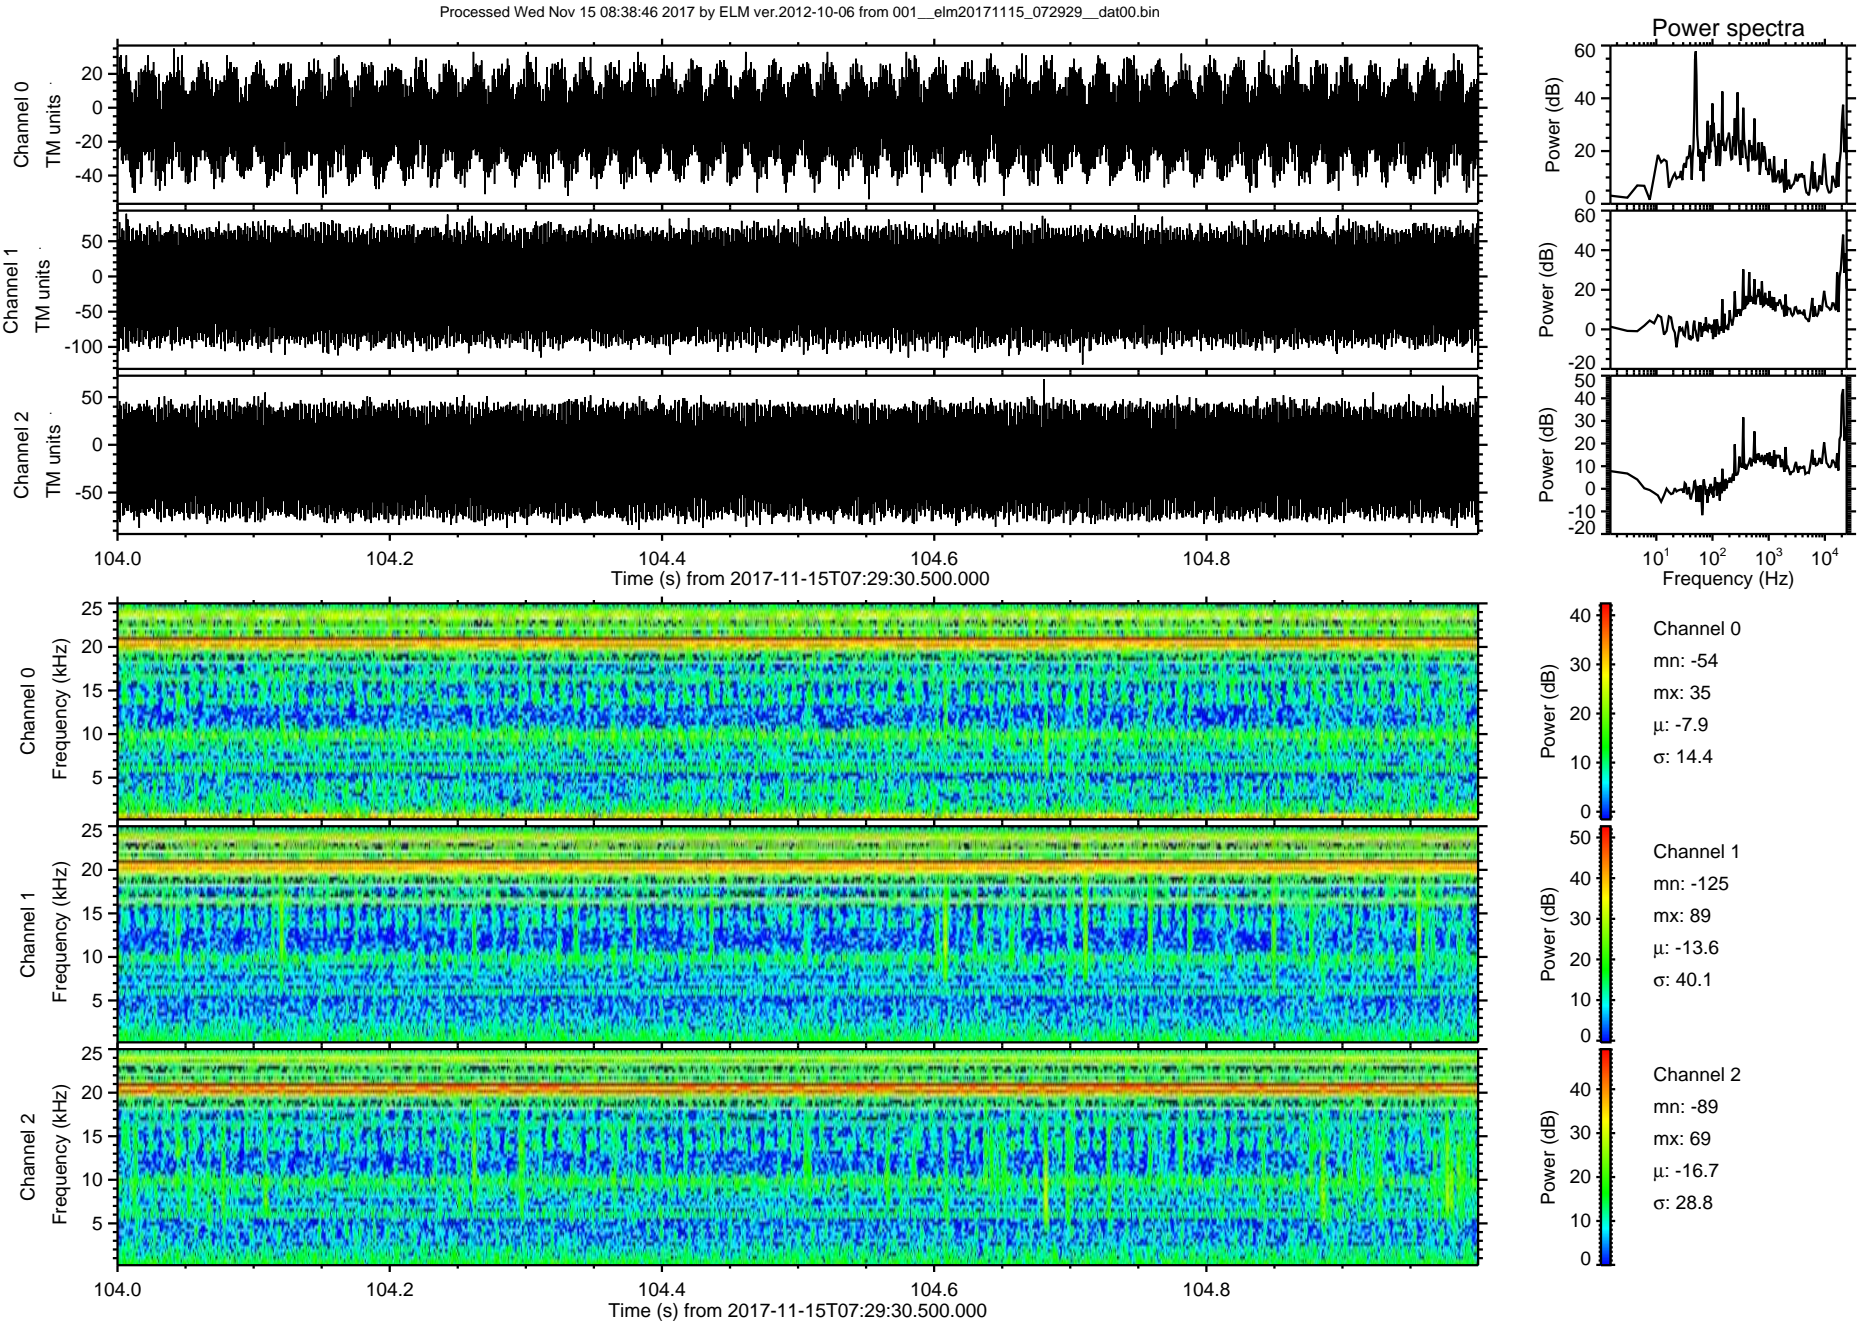 Processed Wed Nov 15 08:38:46 2017 by ELM ver.2012-10-06 from 001__elm20171115_072929__dat00.bin
Power spectra
Channel 0
TM units
20
0
-20
-40
Power (dB)
60
40
20
0
Channel 1
TM units
50
0
-50
-100
Power (dB)
60
40
20
0
-20
Channel 2
TM units
50
0
-50
Power (dB)
50
40
30
20
10
0
-10
-20
104.0 104.2 104.4 104.6 104.8
Time (s) from 2017-11-15T07:29:30.500.000
10^1 10^2 10^3 10^4
Frequency (Hz)
Channel 0
Frequency (kHz)
25
20
15
10
5
Power (dB)
40
30
20
10
0
Channel 0
mn: -54
mx: 35
μ: -7.9
σ: 14.4
Channel 1
Frequency (kHz)
25
20
15
10
5
Power (dB)
50
40
30
20
10
0
Channel 1
mn: -125
mx: 89
μ: -13.6
σ: 40.1
Channel 2
Frequency (kHz)
25
20
15
10
5
Power (dB)
40
30
20
10
0
Channel 2
mn: -89
mx: 69
μ: -16.7
σ: 28.8
104.0 104.2 104.4 104.6 104.8
Time (s) from 2017-11-15T07:29:30.500.000